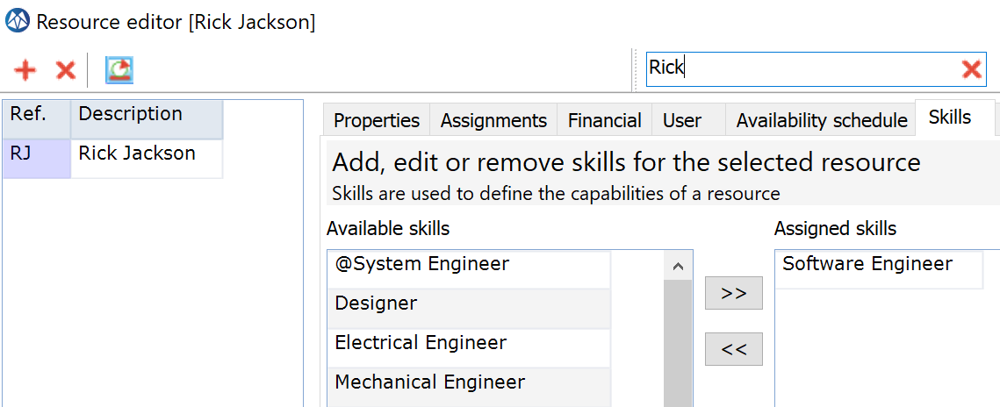 Resource editor [Rick Jackson]
Rick
Ref. Description
RJ Rick Jackson
Properties Assignments Financial User Availability schedule Skills
Add, edit or remove skills for the selected resource
Skills are used to define the capabilities of a resource
Available skills
@System Engineer
Designer
Electrical Engineer
Mechanical Engineer
>>
<<
Assigned skills
Software Engineer